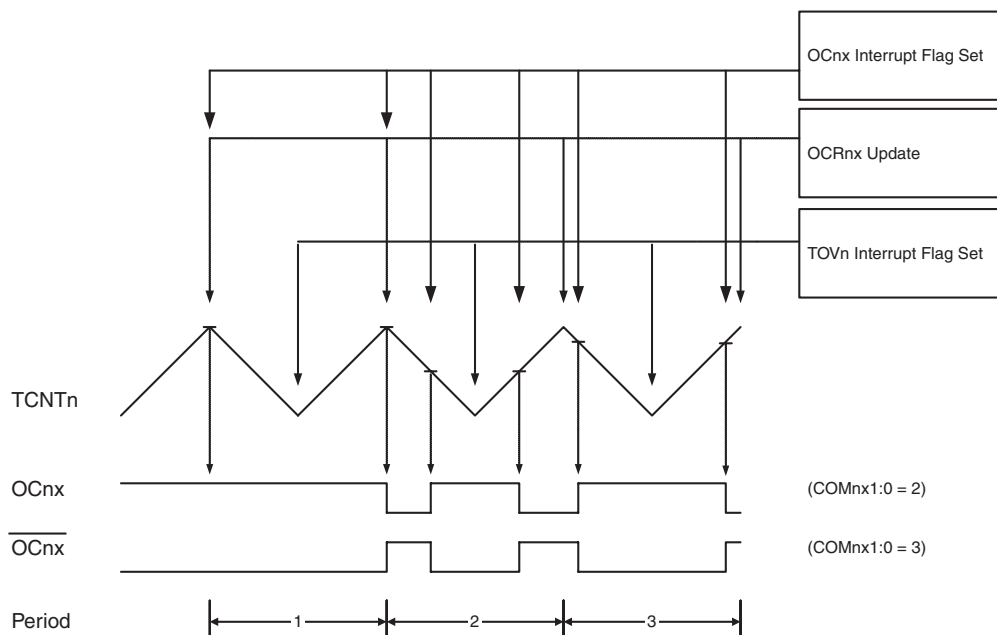 OCnx Interrupt Flag Set
OCRnx Update
TOVn Interrupt Flag Set
TCNTn
OCnx
(COMnx1:0 = 2)
OCnx
(COMnx1:0 = 3)
Period
1
2
3